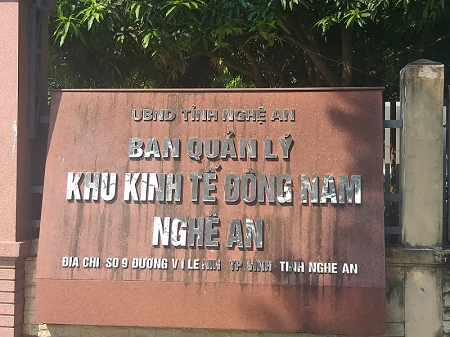 UBND TỈNH NGHỆ AN
BAN QUẢN LÝ
KHU KINH TẾ ĐÔNG NAM
NGHỆ AN
ĐỊA CHỈ SỐ 9 ĐƯỜNG V I LE NIN TP VINH TỈNH NGHỆ AN